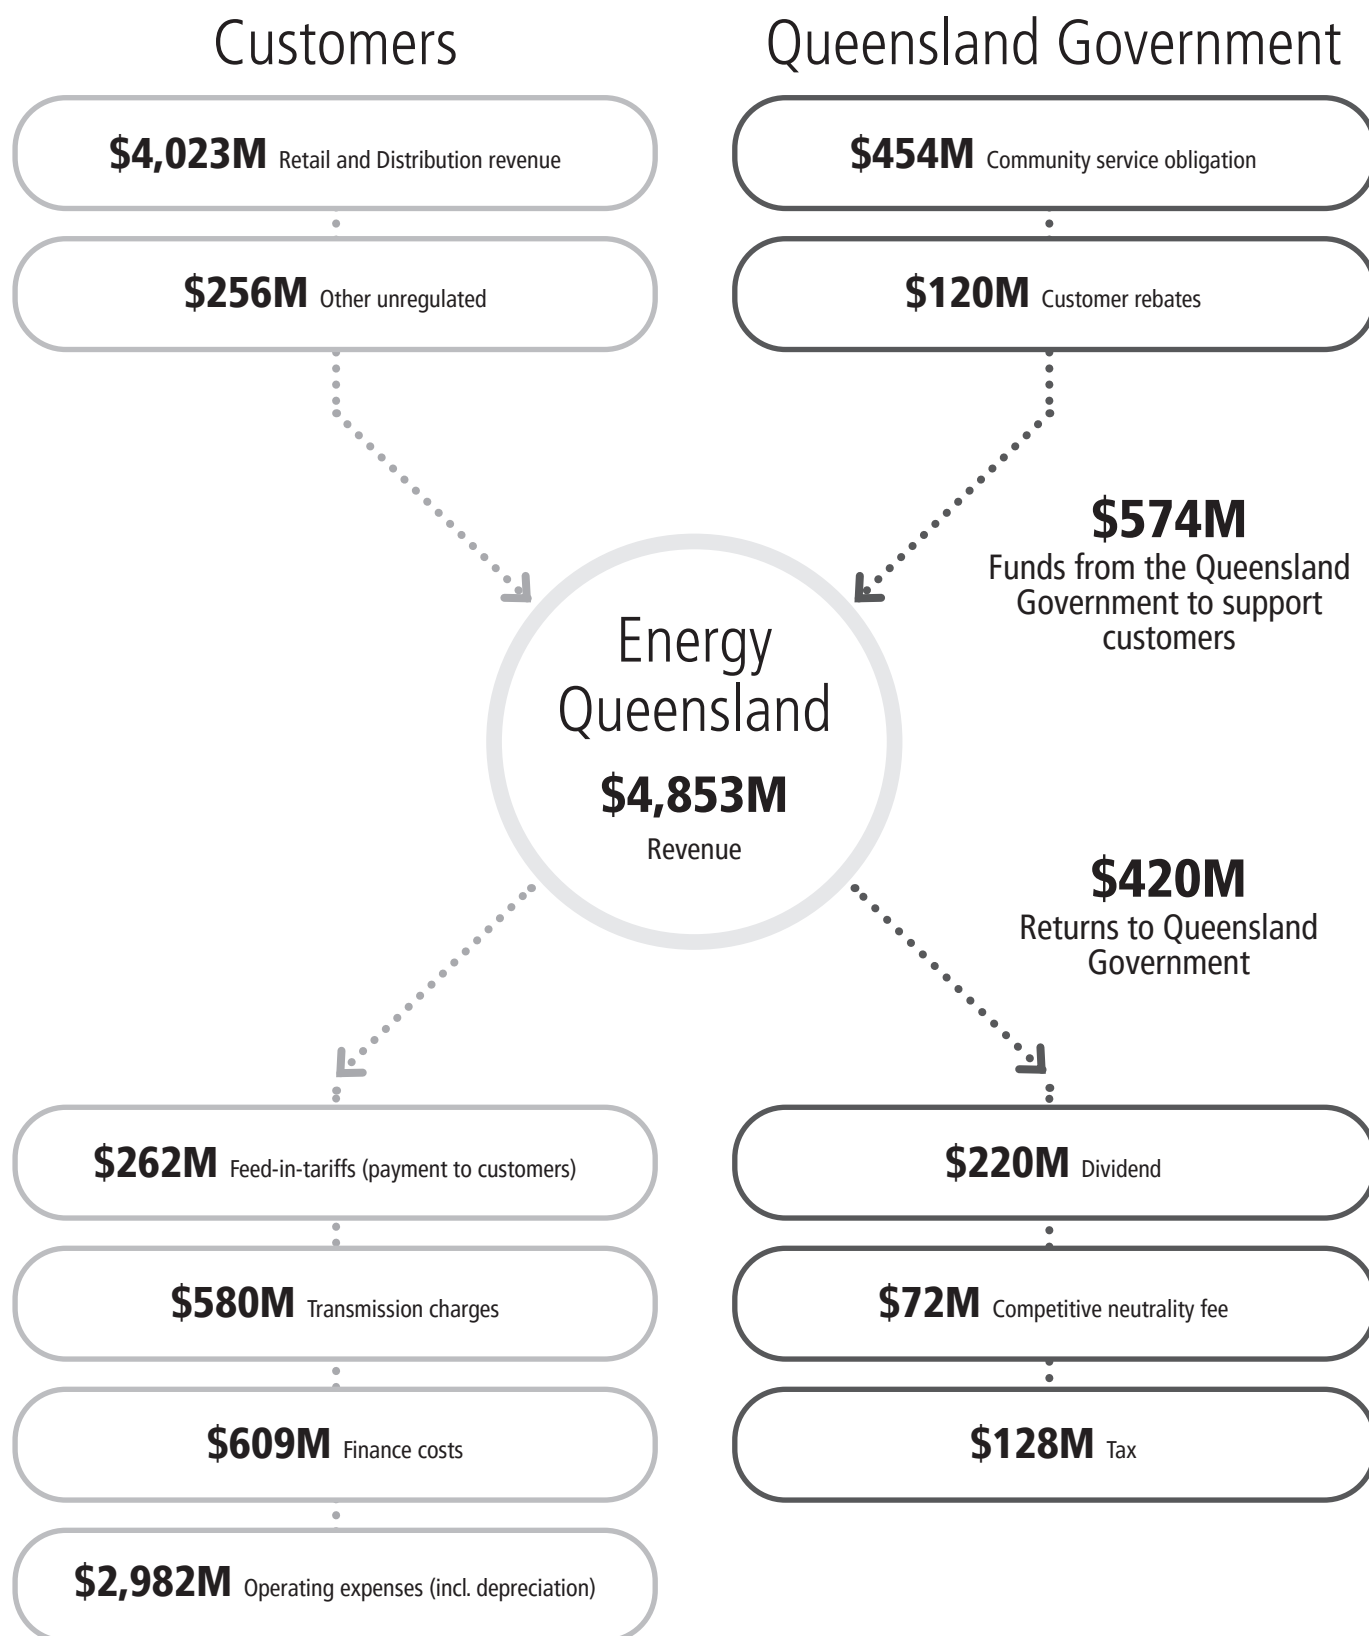 Customers
Queensland Government
$4,023M Retail and Distribution revenue
$454M Community service obligation
$256M Other unregulated
$120M Customer rebates
$574M
Funds from the Queensland
Government to support
customers
Energy
Queensland
$4,853M
Revenue
$420M
Returns to Queensland
Government
$262M Feed-in-tariffs (payment to customers)
$220M Dividend
$580M Transmission charges
$72M Competitive neutrality fee
$609M Finance costs
$128M Tax
$2,982M Operating expenses (incl. depreciation)